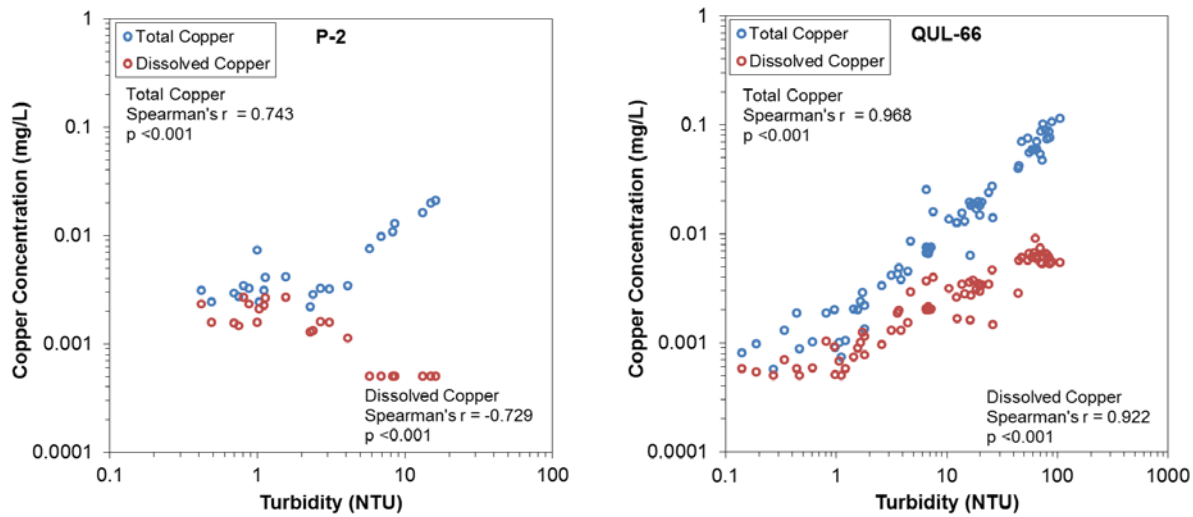 P-2
Total Copper
Dissolved Copper
Total Copper
Spearman's r = 0.743
p <0.001
Dissolved Copper
Spearman's r = -0.729
p <0.001
Copper Concentration (mg/L)
1
0.1
0.01
0.001
0.0001
0.1
1
10
100
Turbidity (NTU)
QUL-66
Total Copper
Dissolved Copper
Total Copper
Spearman's r = 0.968
p <0.001
Dissolved Copper
Spearman's r = 0.922
p <0.001
Copper Concentration (mg/L)
1
0.1
0.01
0.001
0.0001
0.1
1
10
100
1000
Turbidity (NTU)